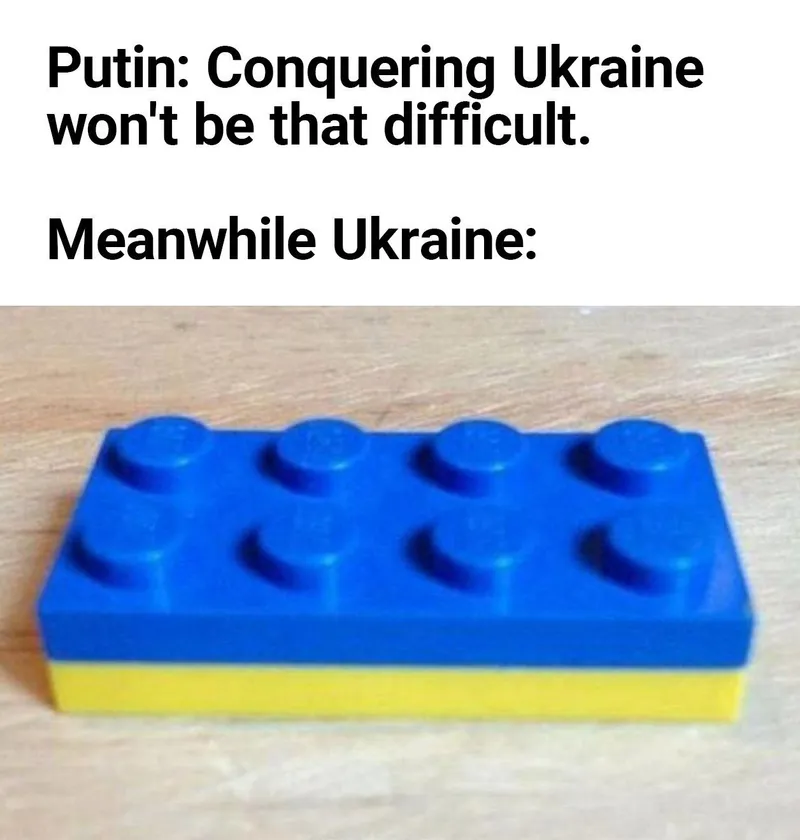 Putin: Conquering Ukraine
won't be that difficult.
Meanwhile Ukraine: